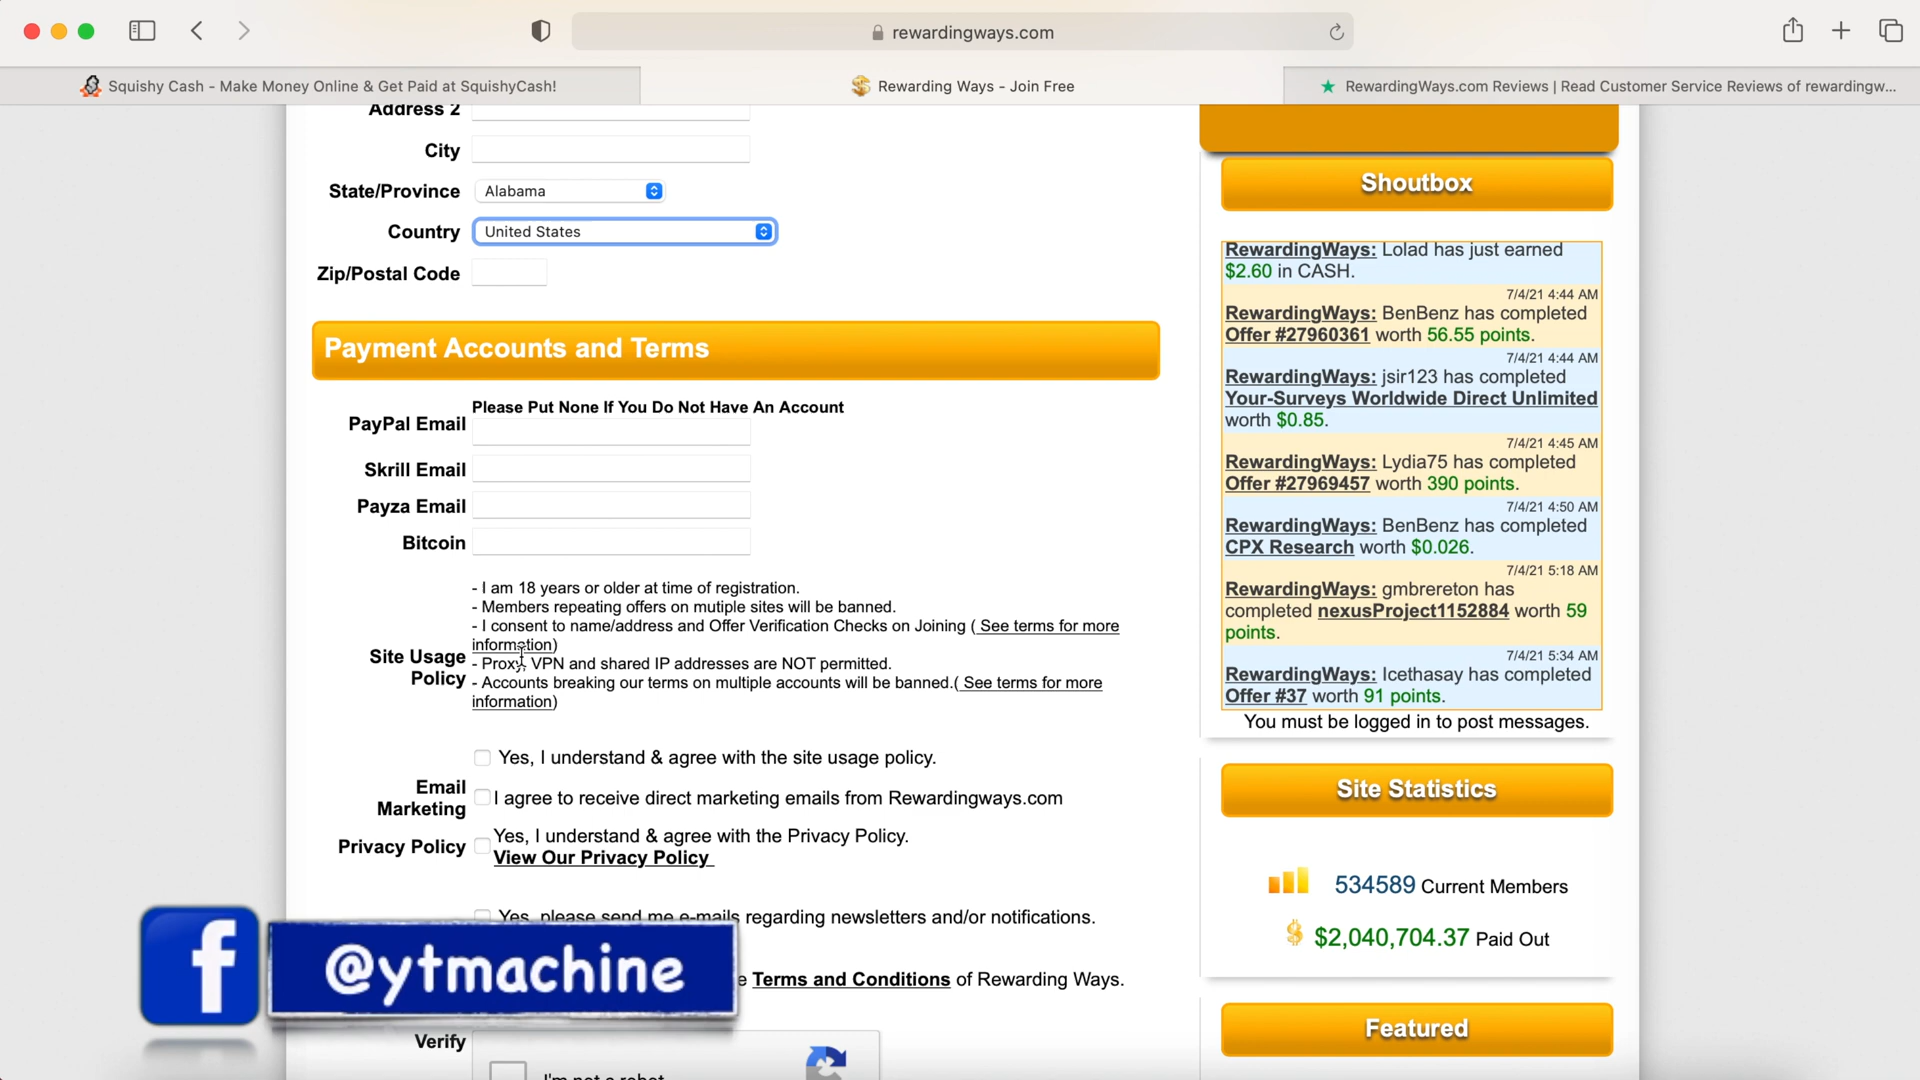 rewardingways.com
Squishy Cash - Make Money Online & Get Paid at SquishyCash!
Rewarding Ways - Join Free
RewardingWays.com Reviews | Read Customer Service Reviews of rewardingw...
Address 2
City
State/Province Alabama
Country United States
Zip/Postal Code
Payment Accounts and Terms
Please Put None If You Do Not Have An Account
PayPal Email
Skrill Email
Payza Email
Bitcoin
Site Usage
Policy
- I am 18 years or older at time of registration.
- Members repeating offers on mutiple sites will be banned.
- I consent to name/address and Offer Verification Checks on Joining ( See terms for more
information)
- Proxy, VPN and shared IP addresses are NOT permitted.
- Accounts breaking our terms on multiple accounts will be banned.( See terms for more
information)
Yes, I understand & agree with the site usage policy.
Email
Marketing
I agree to receive direct marketing emails from Rewardingways.com
Privacy Policy
Yes, I understand & agree with the Privacy Policy.
View Our Privacy Policy
Yes, please send me e-mails regarding newsletters and/or notifications.
f @ytmachine
Terms and Conditions of Rewarding Ways.
Verify
I'm not a robot
Shoutbox
RewardingWays: Lolad has just earned
$2.60 in CASH.
7/4/21 4:44 AM
RewardingWays: BenBenz has completed
Offer #27960361 worth 56.55 points.
7/4/21 4:44 AM
RewardingWays: jsir123 has completed
Your-Surveys Worldwide Direct Unlimited
worth $0.85.
7/4/21 4:45 AM
RewardingWays: Lydia75 has completed
Offer #27969457 worth 390 points.
7/4/21 4:50 AM
RewardingWays: BenBenz has completed
CPX Research worth $0.026.
7/4/21 5:18 AM
RewardingWays: gmbrereton has
completed nexusProject1152884 worth 59
points.
7/4/21 5:34 AM
RewardingWays: Icethasay has completed
Offer #37 worth 91 points.
You must be logged in to post messages.
Site Statistics
534589 Current Members
$2,040,704.37 Paid Out
Featured